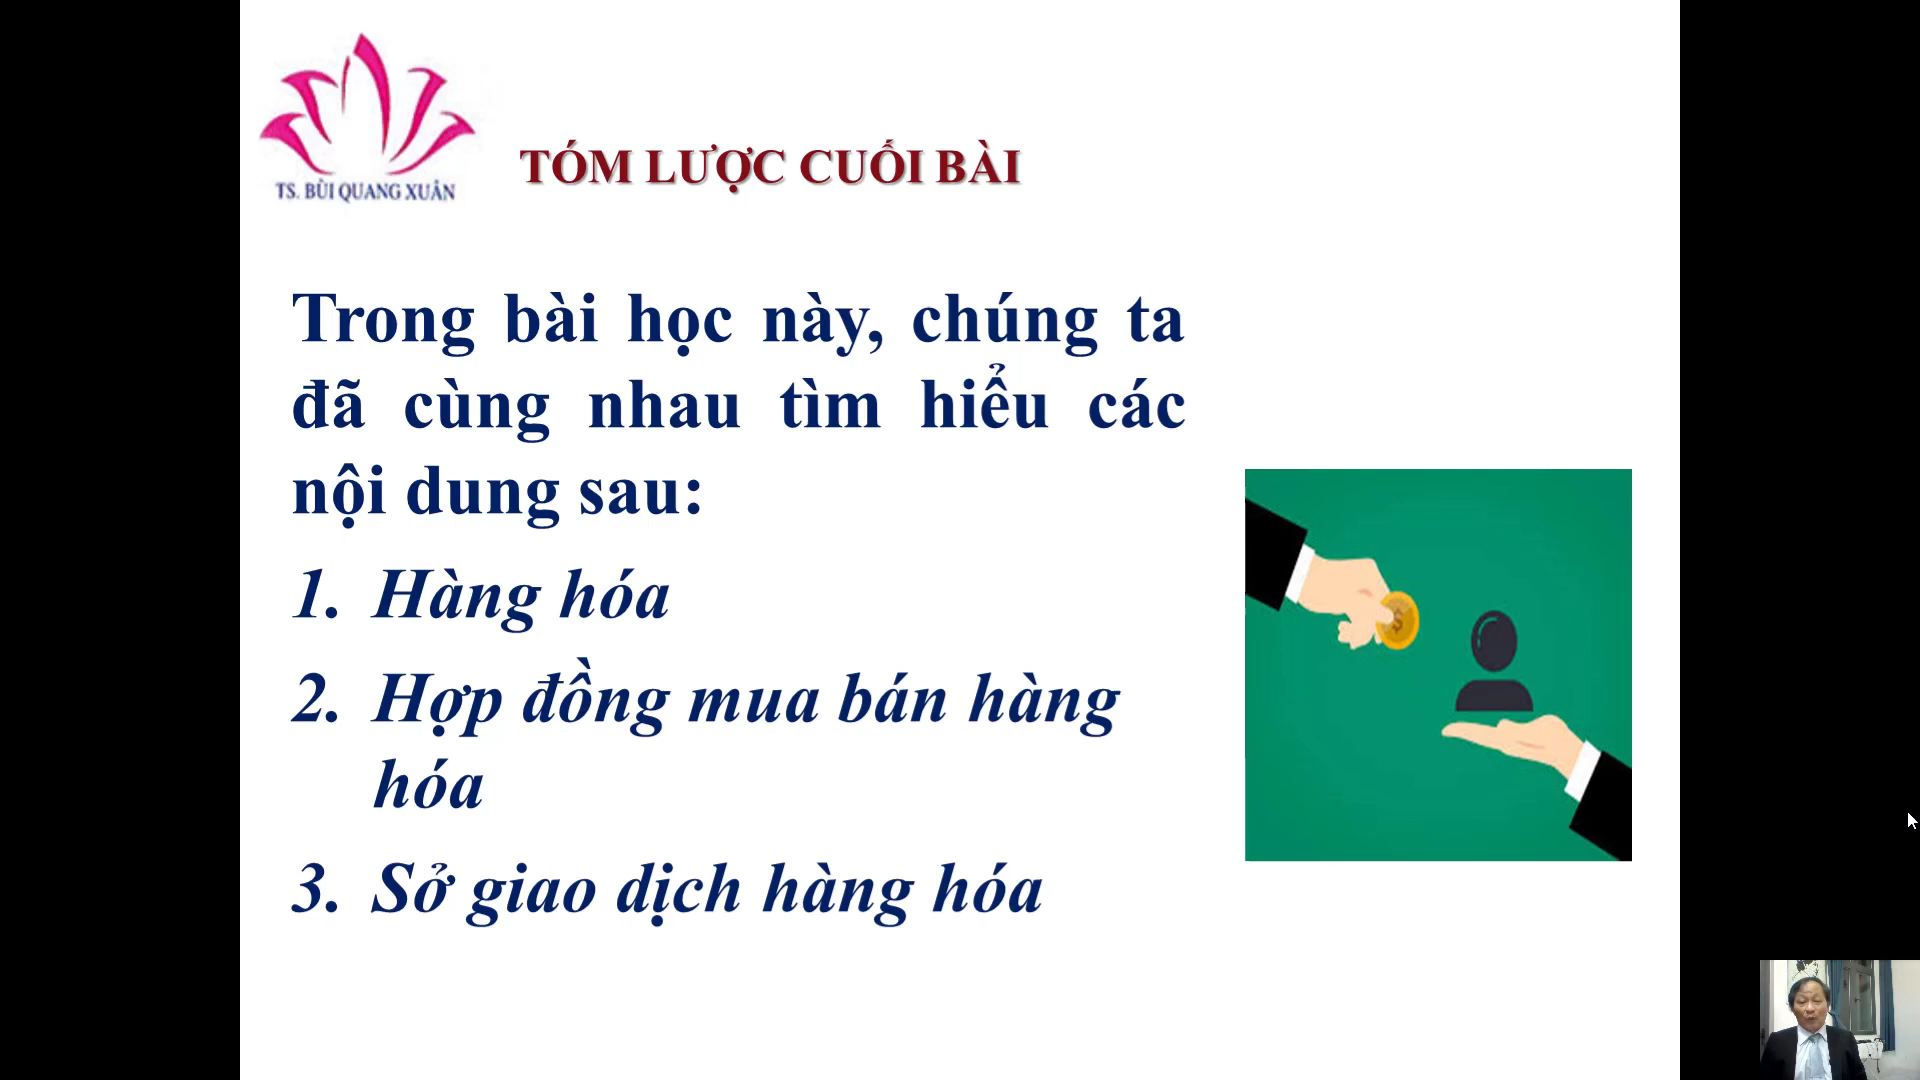 TS. BÙI QUANG XUÂN
TÓM LƯỢC CUỐI BÀI
Trong bài học này, chúng ta
đã cùng nhau tìm hiểu các
nội dung sau:
1. Hàng hóa
2. Hợp đồng mua bán hàng
hóa
3. Sở giao dịch hàng hóa